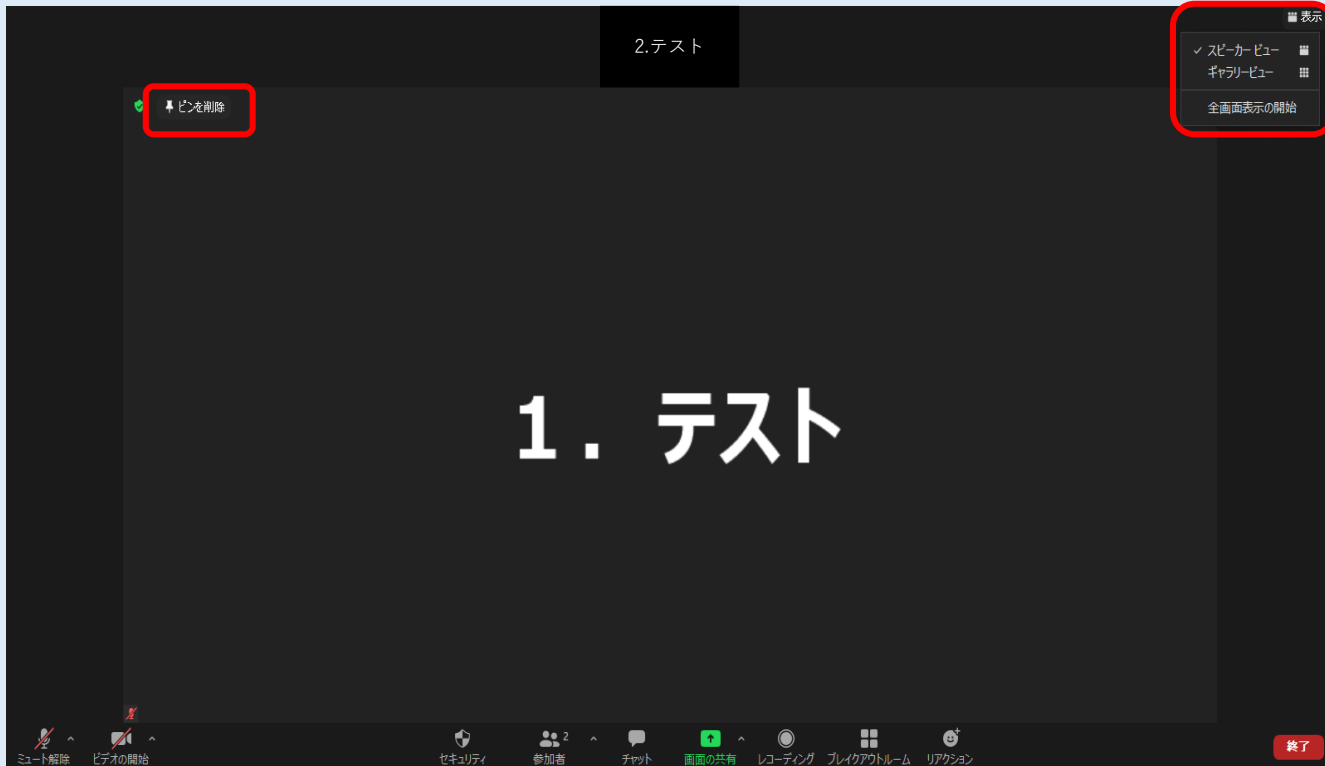 表示
2.テスト
スピーカー ビュー
ギャラリービュー
全画面表示の開始
ピンを削除
1. テスト
ミュート解除
ビデオの開始
セキュリティ
2
参加者
チャット
画面の共有
レコーディング
ブレイクアウトルーム
リアクション
終了